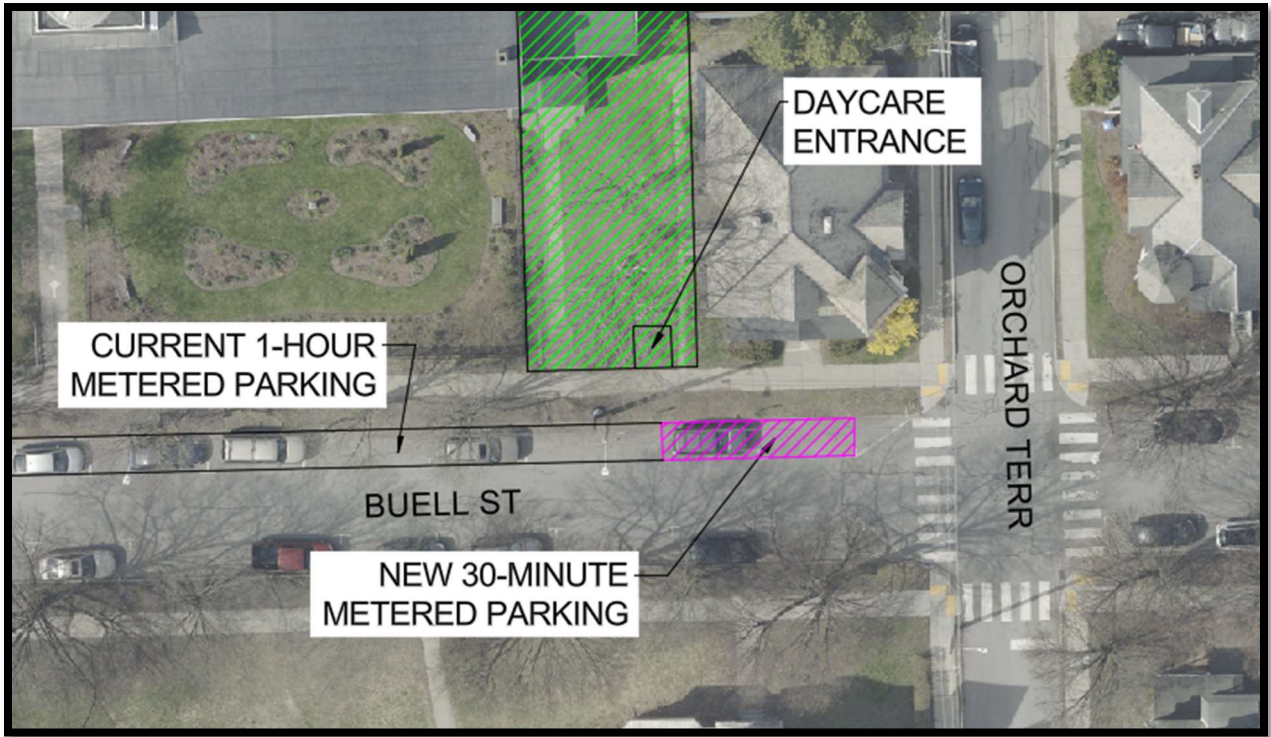 DAYCARE
ENTRANCE
CURRENT 1-HOUR
METERED PARKING
ORCHARD TERR
BUELL ST
NEW 30-MINUTE
METERED PARKING